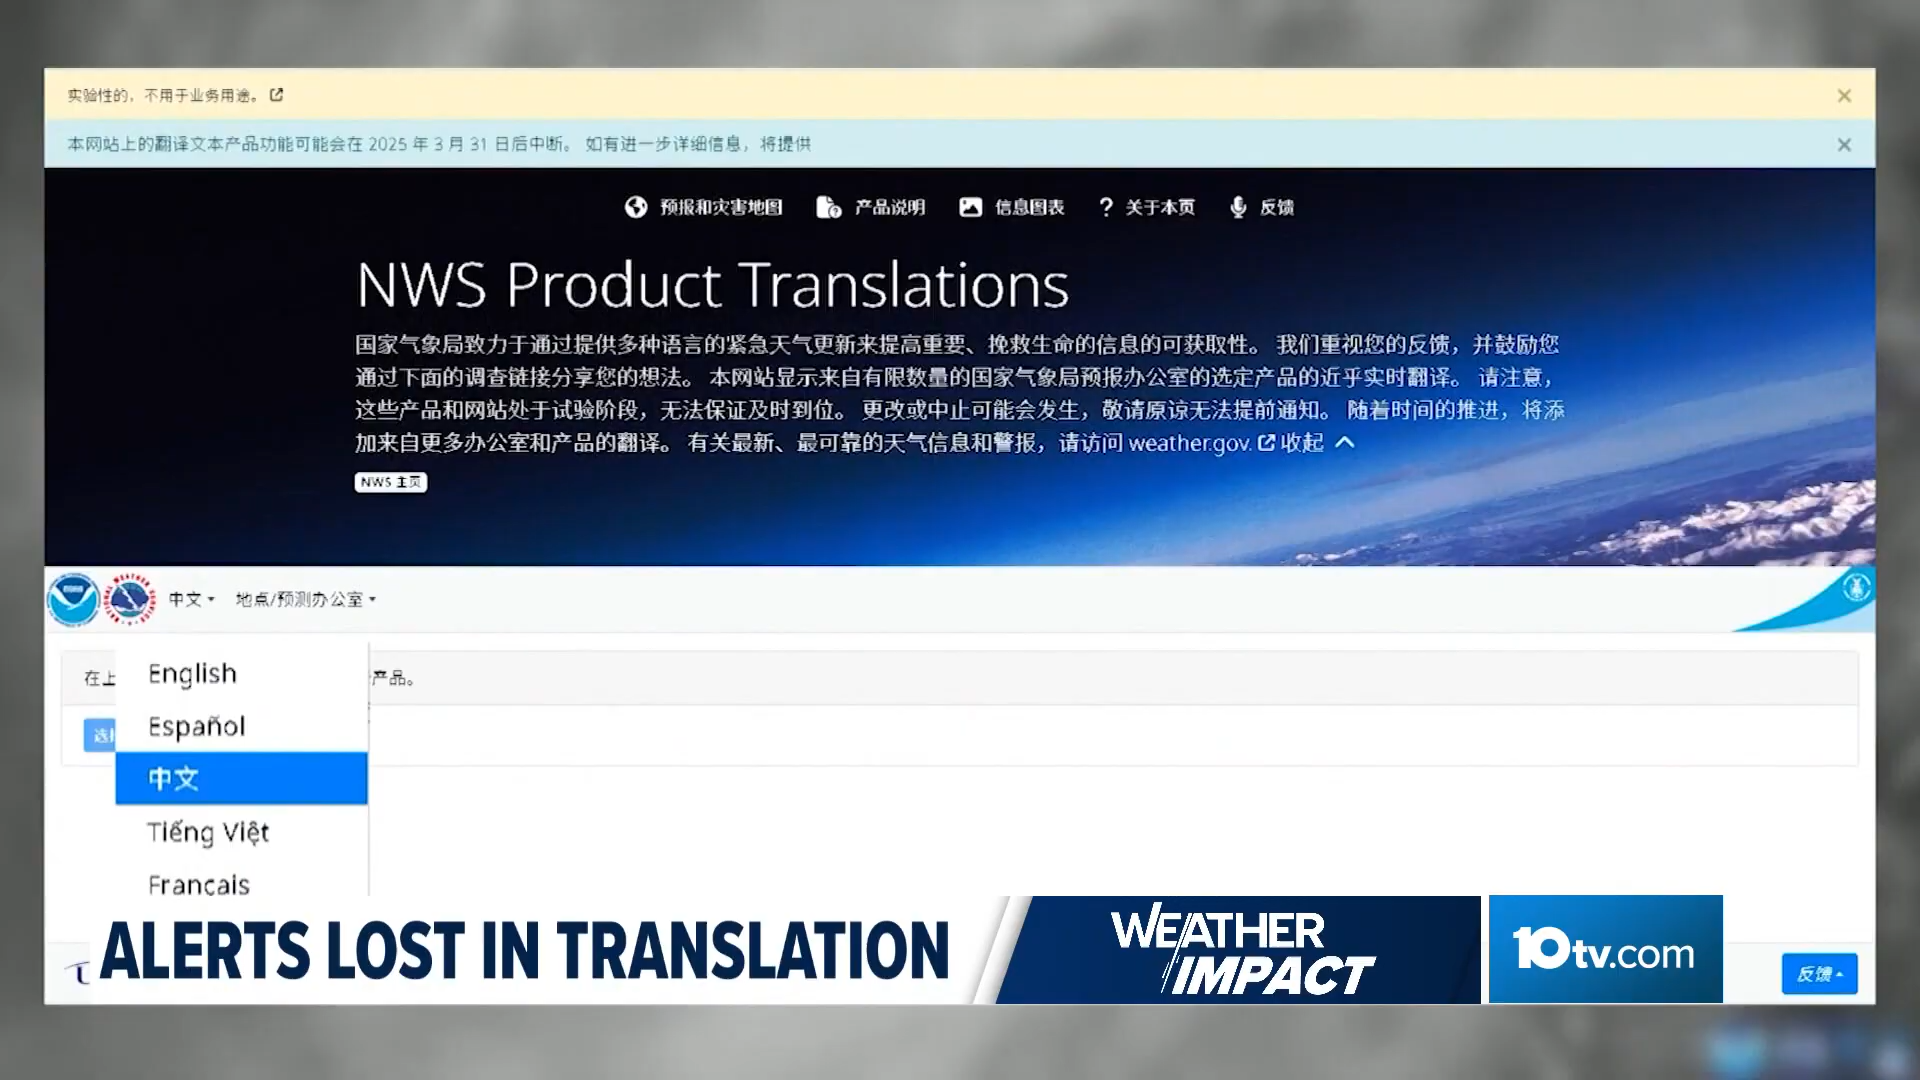 实验性的，不用于业务用途。
本网站上的翻译文本产品功能可能会在 2025 年 3 月 31 日后中断。 如有进一步详细信息，将提供
预报和灾害地图 产品说明 信息图表 关于本页 反馈
NWS Product Translations
国家气象局致力于通过提供多种语言的紧急天气更新来提高重要、挽救生命的信息的可获取性。 我们重视您的反馈，并鼓励您
通过下面的调查链接分享您的想法。 本网站显示来自有限数量的国家气象局预报办公室的选定产品的近乎实时翻译。 请注意，
这些产品和网站处于试验阶段，无法保证及时到位。 更改或中止可能会发生，敬请原谅无法提前通知。 随着时间的推进，将添
加来自更多办公室和产品的翻译。 有关最新、最可靠的天气信息和警报，请访问 weather.gov. 收起
NWS 主页
中文 地点/预测办公室
在上 产品。
English
Español
中文
Tiếng Việt
Français
ALERTS LOST IN TRANSLATION
WEATHER
IMPACT
10tv.com
反馈